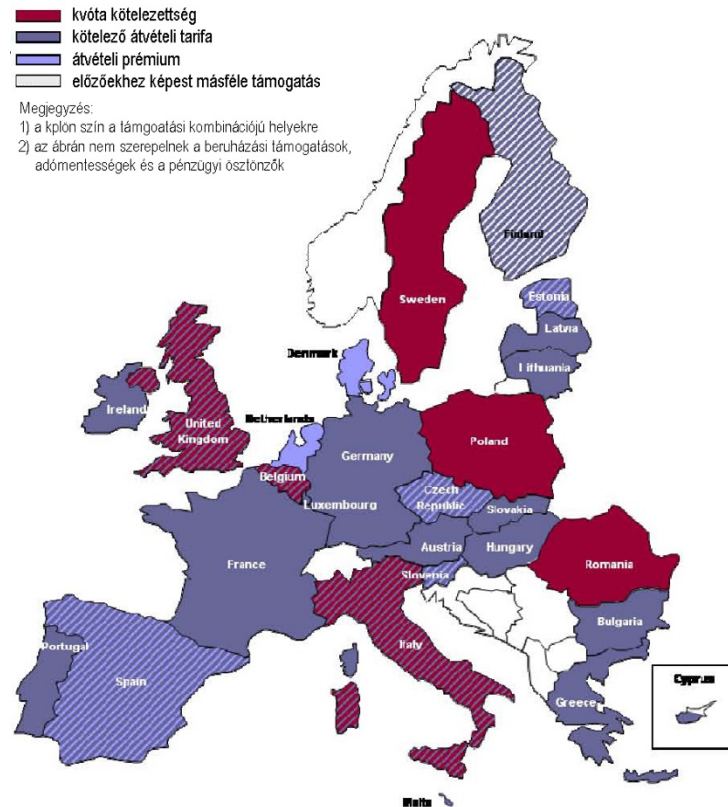 kvóta kötelezettség
kötelező átvételi tarifa
átvételi prémium
előzőekhez képest másféle támogatás
Megjegyzés:
1) a kplön szín a támgoatási kombinációjú helyekre
2) az ábrán nem szerepelnek a beruházási támogatások,
adómentességek és a pénzügyi ösztönzők
Finland
Sweden
Estonia
Latvia
Lithuania
Denmark
Ireland
United
Kingdom
Netherlands
Poland
Germany
Belgium
Czech
Republic
Luxembourg
Slovakia
France
Austria
Hungary
Romania
Slovenia
Bulgaria
Portugal
Italy
Spain
Greece
Cyprus
Malta